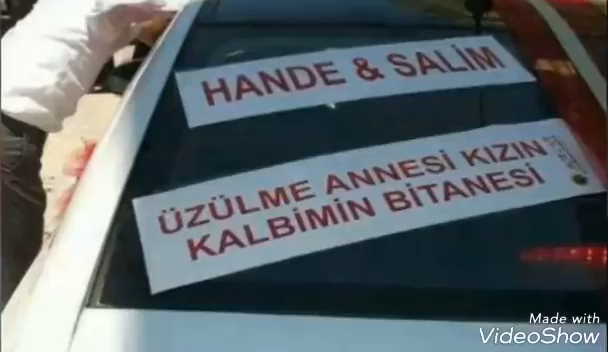 HANDE & SALİM
ÜZÜLME ANNESİ KIZIN
KALBİMİN BİTANESİ
Made with
VideoShow